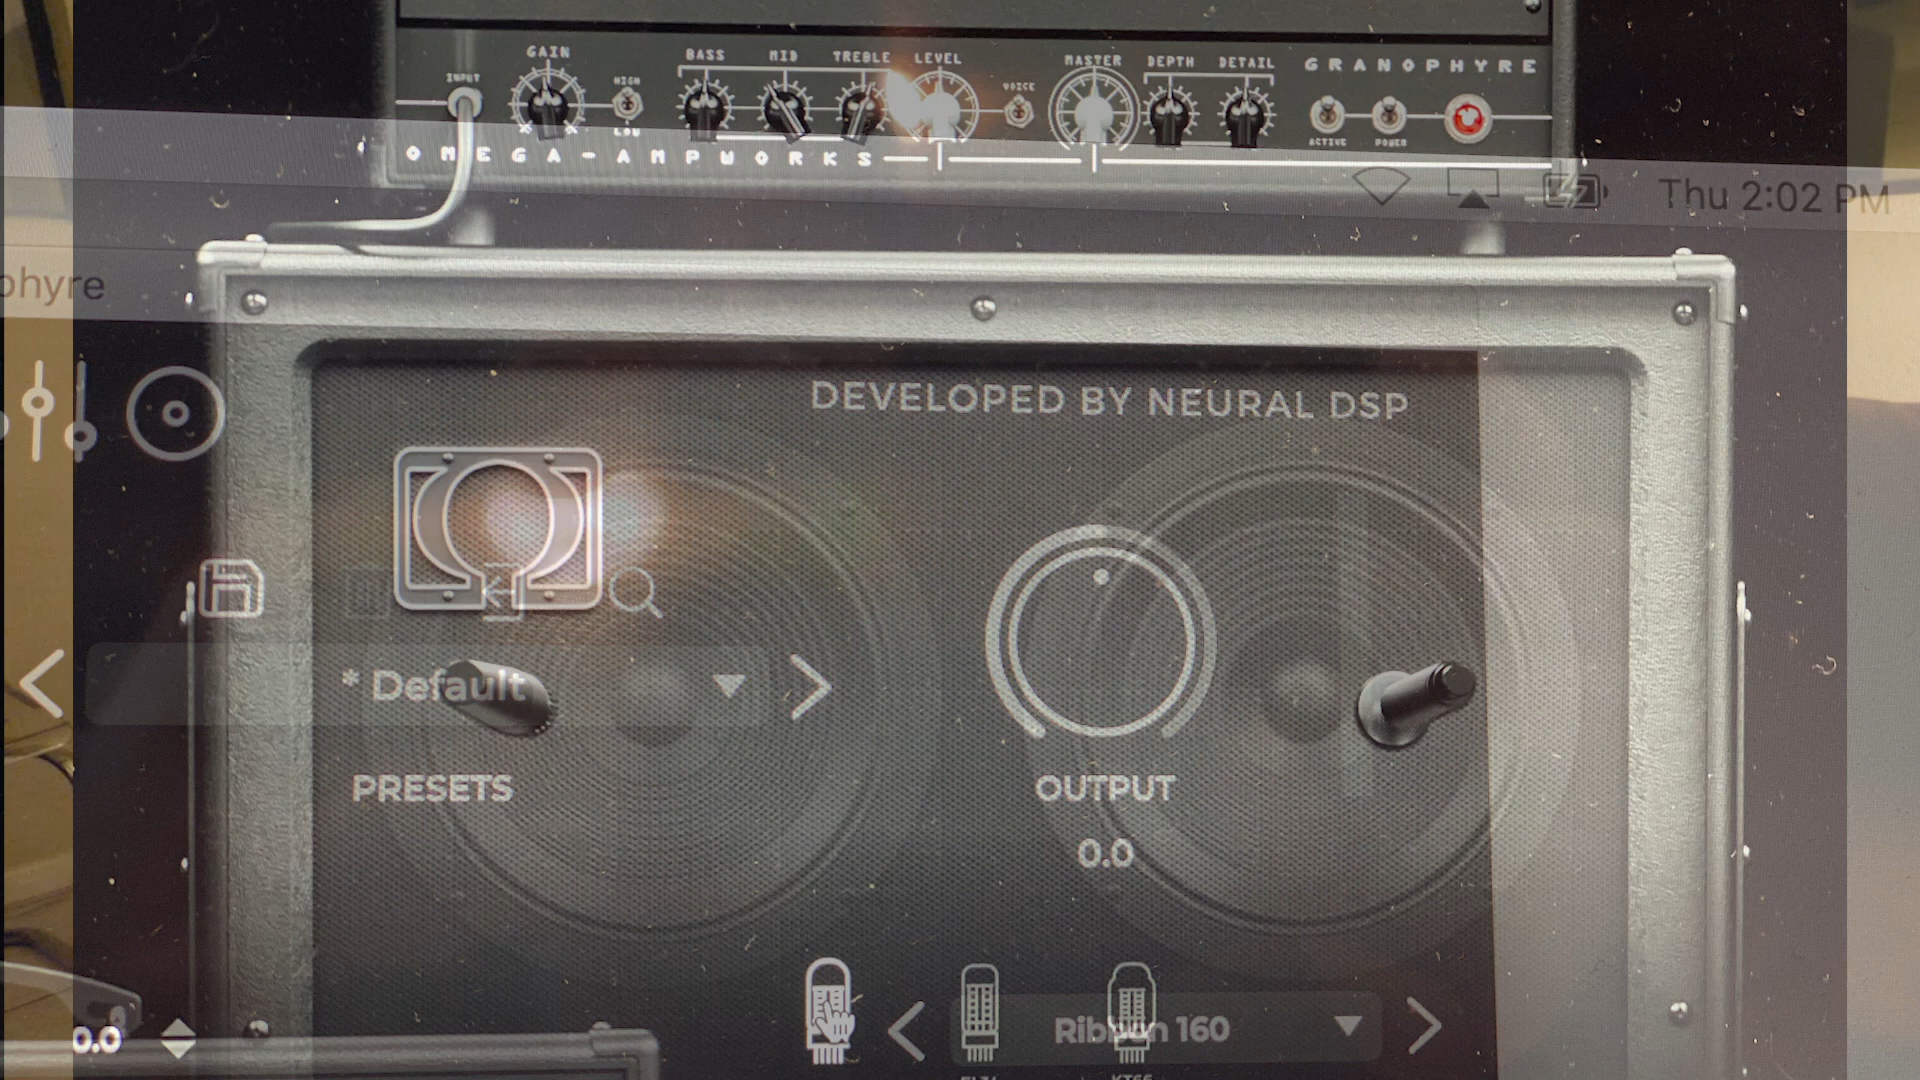 GAIN
BASS MID TREBLE LEVEL
MASTER DEPTH DETAIL
GRANOPHYRE
INPUT
HIGH
VOICE
LOW
ACTIVE POWER
OMEGA-AMPWORKS
Thu 2:02 PM
phyre
DEVELOPED BY NEURAL DSP
* Default
PRESETS
OUTPUT
0.0
0.0
Ribbon 160